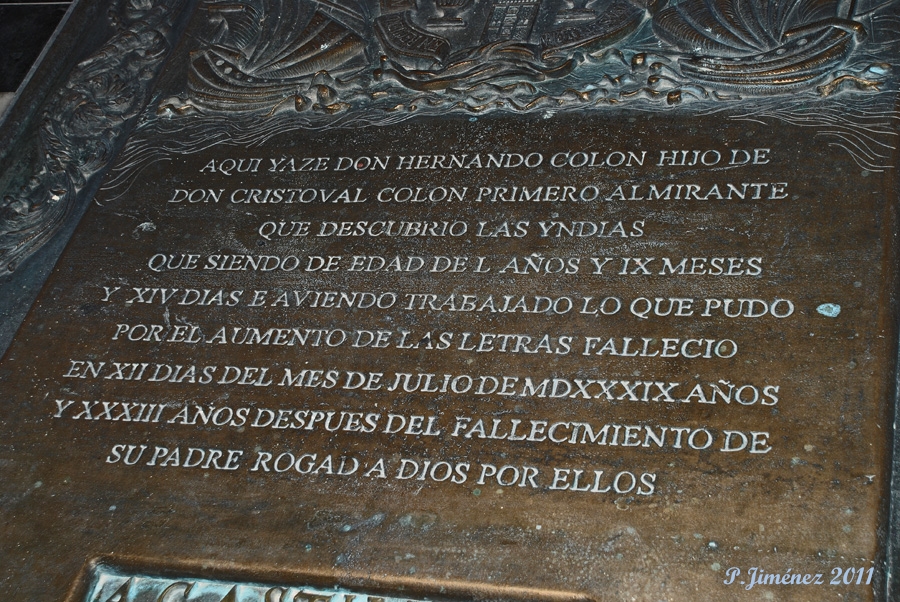 AQUI YAZE DON HERNANDO COLON HIJO DE
DON CRISTOVAL COLON PRIMERO ALMIRANTE
QUE DESCUBRIO LAS YNDIAS
QUE SIENDO DE EDAD DE L AÑOS Y IX MESES
Y XIV DIAS E AVIENDO TRABAJADO LO QUE PUDO
POR EL AUMENTO DE LAS LETRAS FALLECIO
EN XII DIAS DEL MES DE JULIO DE MDXXXIX AÑOS
Y XXXIII AÑOS DESPUES DEL FALLECIMIENTO DE
SU PADRE ROGAD A DIOS POR ELLOS
P.Jiménez 2011